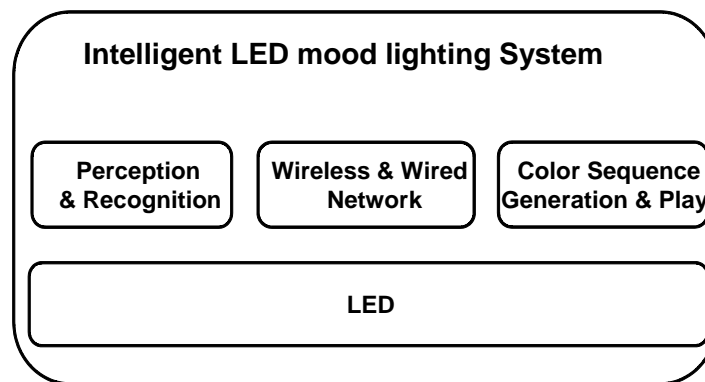 Intelligent LED mood lighting System
Perception
& Recognition
Wireless & Wired
Network
Color Sequence
Generation & Play
LED